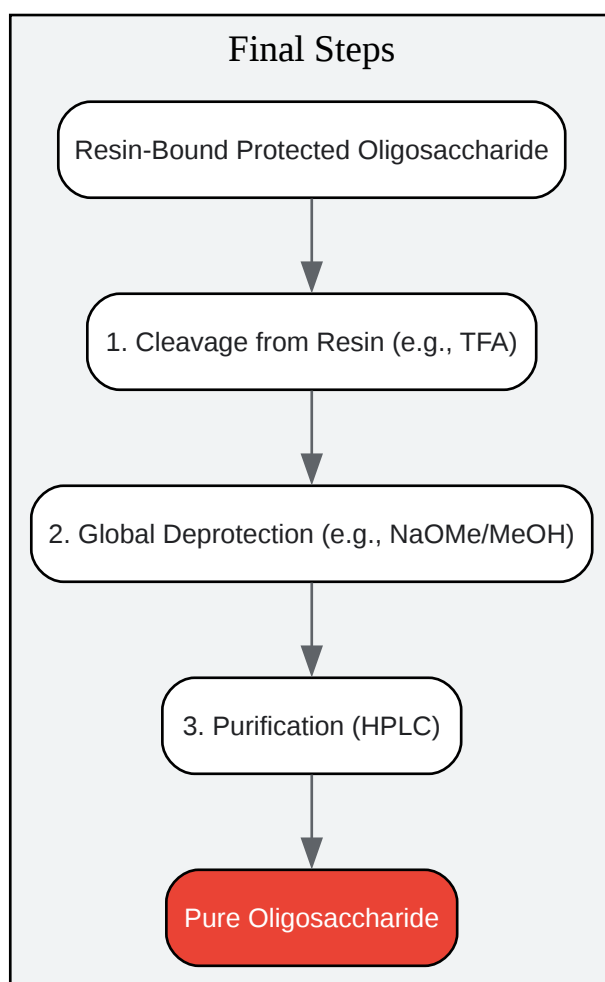 Final Steps
Resin-Bound Protected Oligosaccharide
1. Cleavage from Resin (e.g., TFA)
2. Global Deprotection (e.g., NaOMe/MeOH)
3. Purification (HPLC)
Pure Oligosaccharide